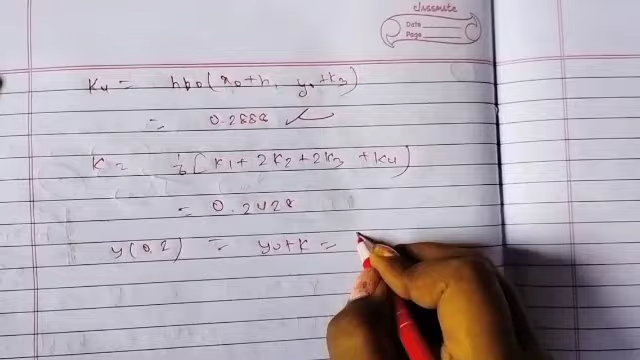 classmate
Date
Page
K4 = hf(x0+h, y0+k3)
= 0.2888
K = 1/6 (K1 + 2K2 + 2K3 + K4)
= 0.2428
y(0.2) = y0+K =